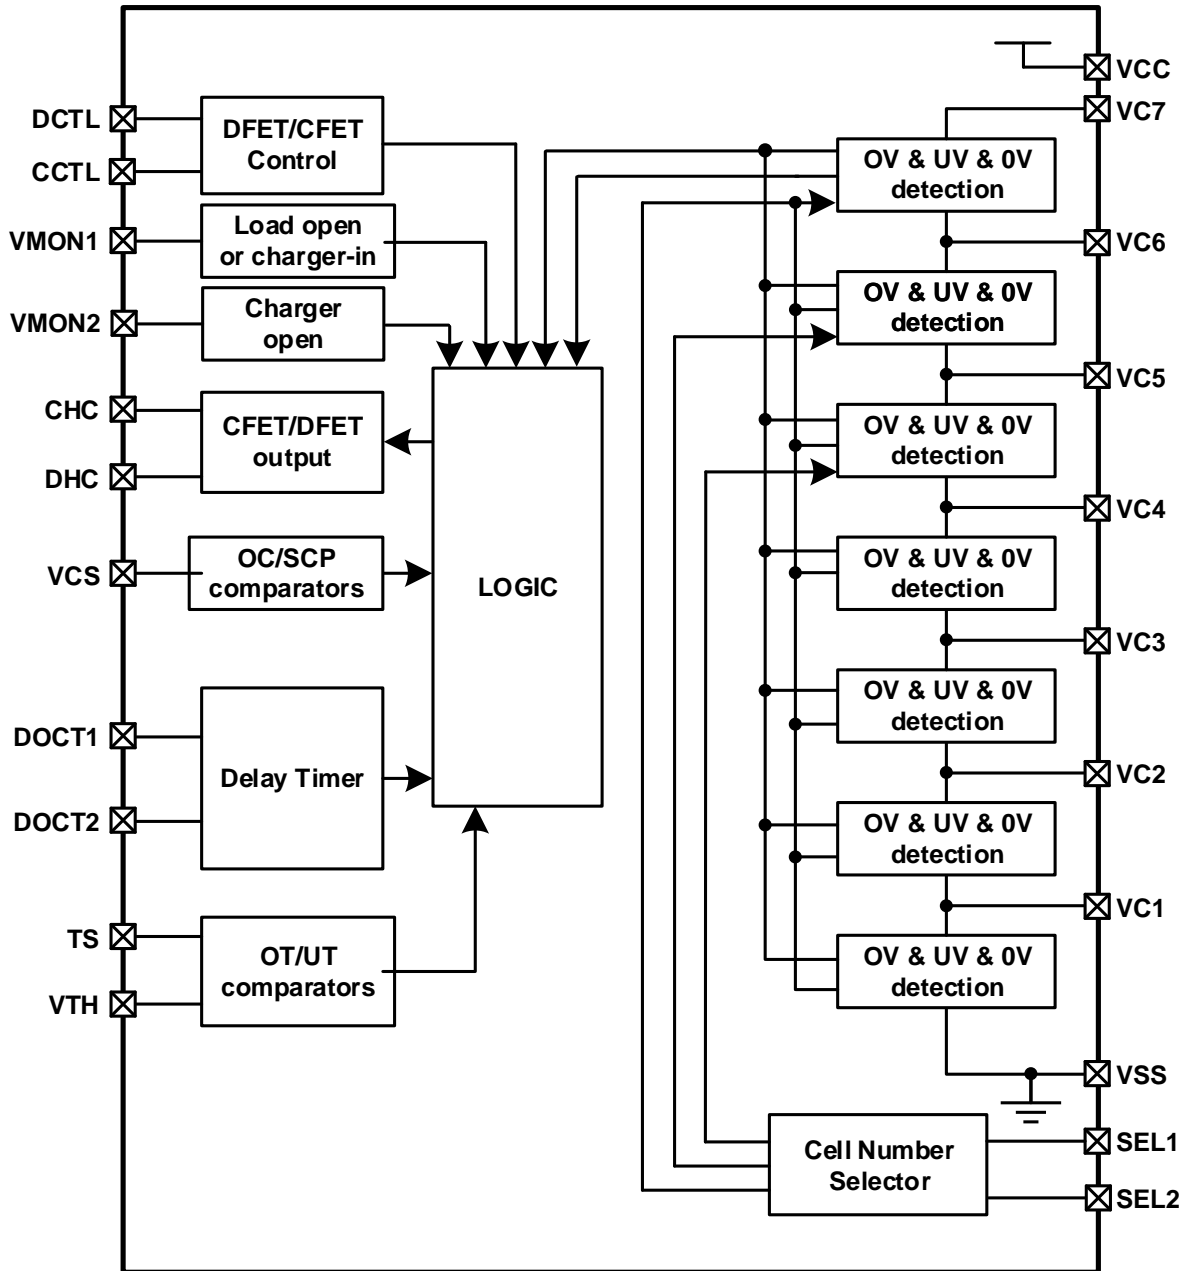 VCC
DCTL
DFET/CFET
Control
VC7
OV & UV & 0V
detection
CCTL
VMON1
Load open
or charger-in
VC6
VMON2
Charger
open
OV & UV & 0V
detection
VC5
CHC
CFET/DFET
output
DHC
OV & UV & 0V
detection
VC4
VCS
OC/SCP
comparators
LOGIC
OV & UV & 0V
detection
VC3
DOCT1
Delay Timer
DOCT2
OV & UV & 0V
detection
VC2
OV & UV & 0V
detection
VC1
TS
OT/UT
comparators
VTH
OV & UV & 0V
detection
VSS
Cell Number
Selector
SEL1
SEL2